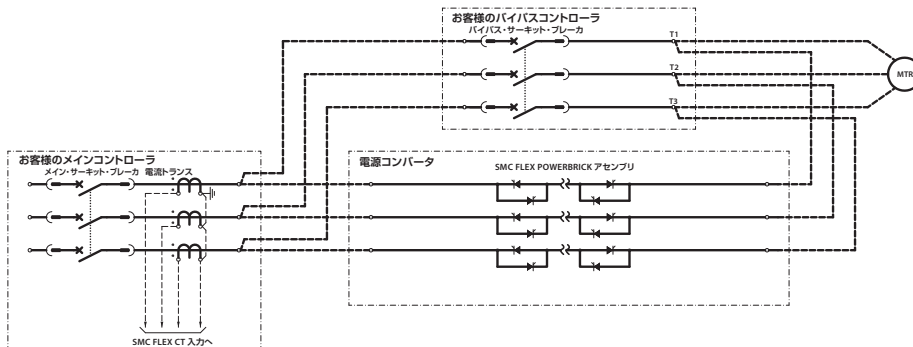 お客様のバイパスコントローラ
バイパス・サーキット・ブレーカ
T1
T2
T3
MTR
お客様のメインコントローラ
メイン・サーキット・ブレーカ 電流トランス
電源コンバータ
SMC FLEX POWERBRICK アセンブリ
SMC FLEX CT 入力へ